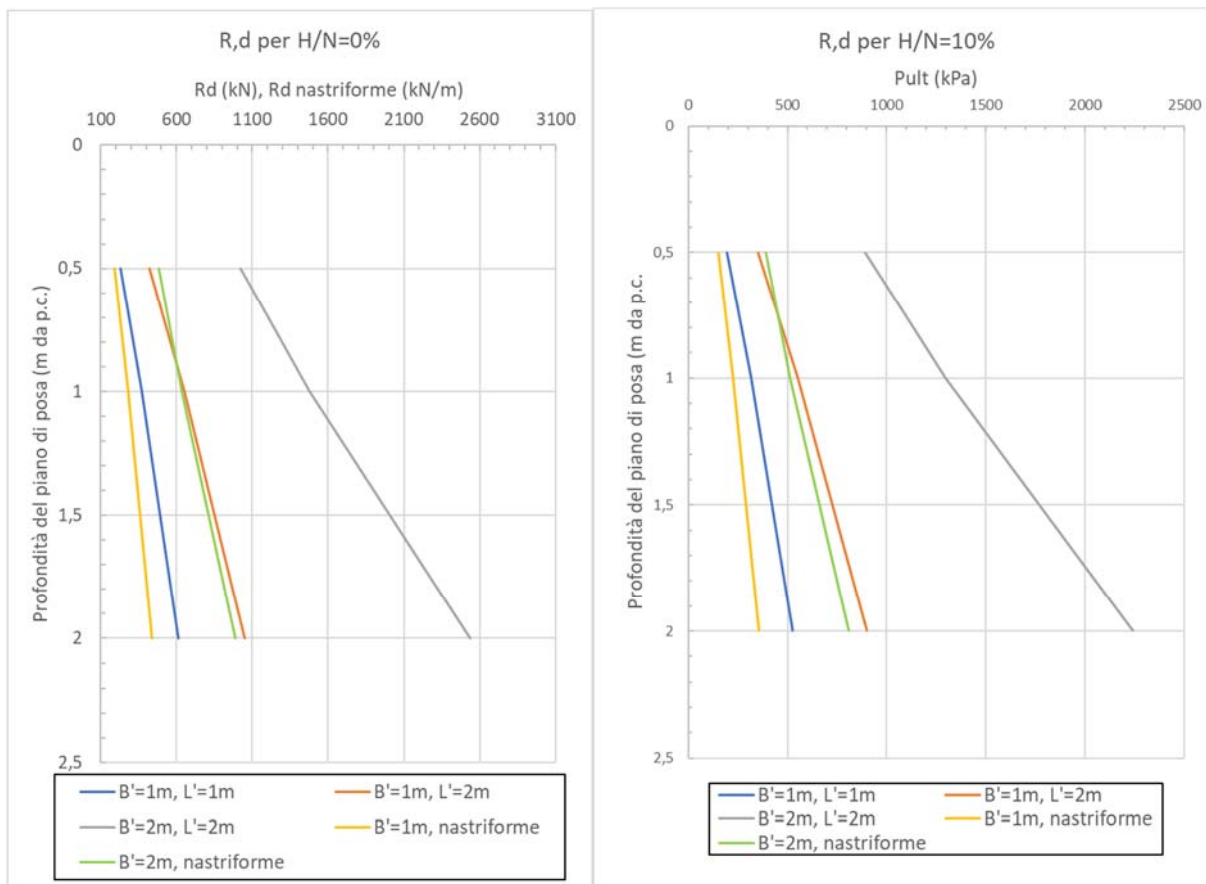 R,d per H/N=0%
Rd (kN), Rd nastriforme (kN/m)
100 600 1100 1600 2100 2600 3100
0
0,5
1
1,5
2
2,5
Profondità del piano di posa (m da p.c.)
B'=1m, L'=1m
B'=1m, L'=2m
B'=2m, L'=2m
B'=1m, nastriforme
B'=2m, nastriforme
R,d per H/N=10%
Pult (kPa)
0 500 1000 1500 2000 2500
0
0,5
1
1,5
2
2,5
Profondità del piano di posa (m da p.c.
B'=1m, L'=1m
B'=1m, L'=2m
B'=2m, L'=2m
B'=1m, nastriforme
B'=2m, nastriforme